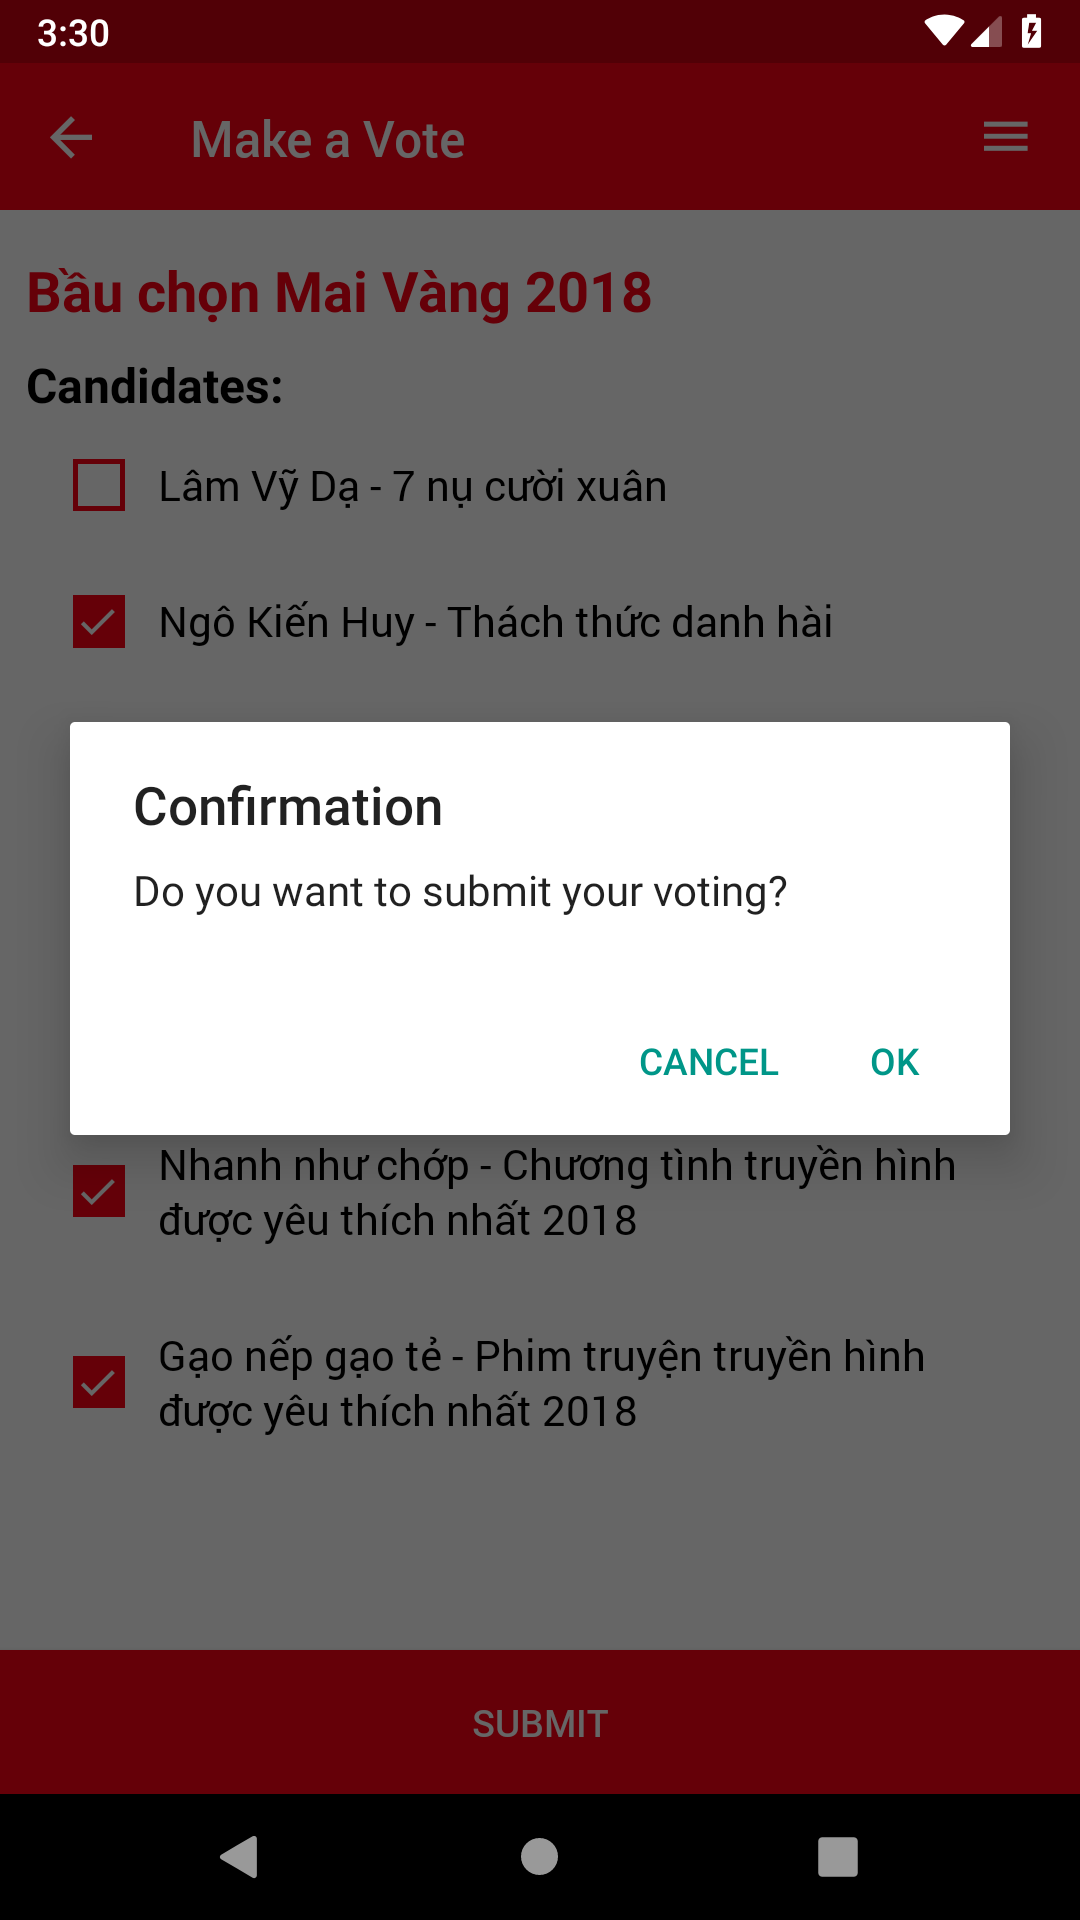 3:30
Make a Vote
Bầu chọn Mai Vàng 2018
Candidates:
Lâm Vỹ Dạ - 7 nụ cười xuân
Ngô Kiến Huy - Thách thức danh hài
Confirmation
Do you want to submit your voting?
CANCEL OK
Nhanh như chớp - Chương tình truyền hình
được yêu thích nhất 2018
Gạo nếp gạo tẻ - Phim truyện truyền hình
được yêu thích nhất 2018
SUBMIT